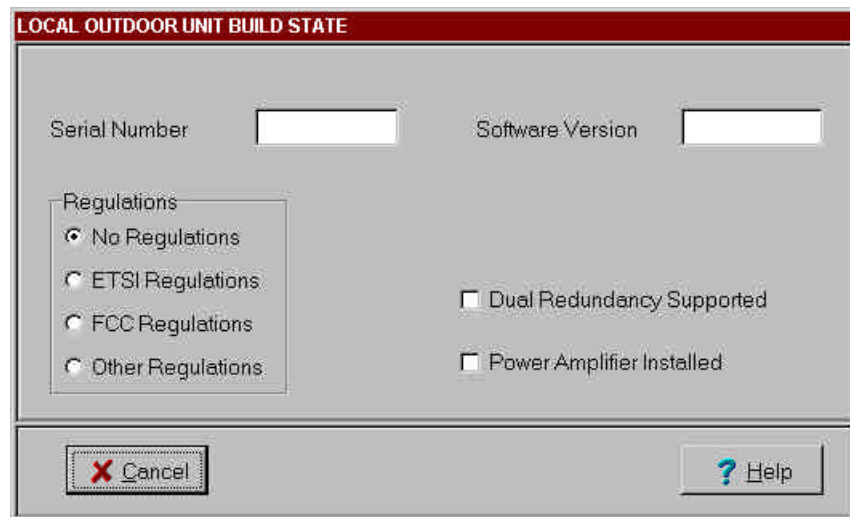 LOCAL OUTDOOR UNIT BUILD STATE
Serial Number
Software Version
Regulations
No Regulations
ETSI Regulations
FCC Regulations
Other Regulations
Dual Redundancy Supported
Power Amplifier Installed
Cancel
? Help